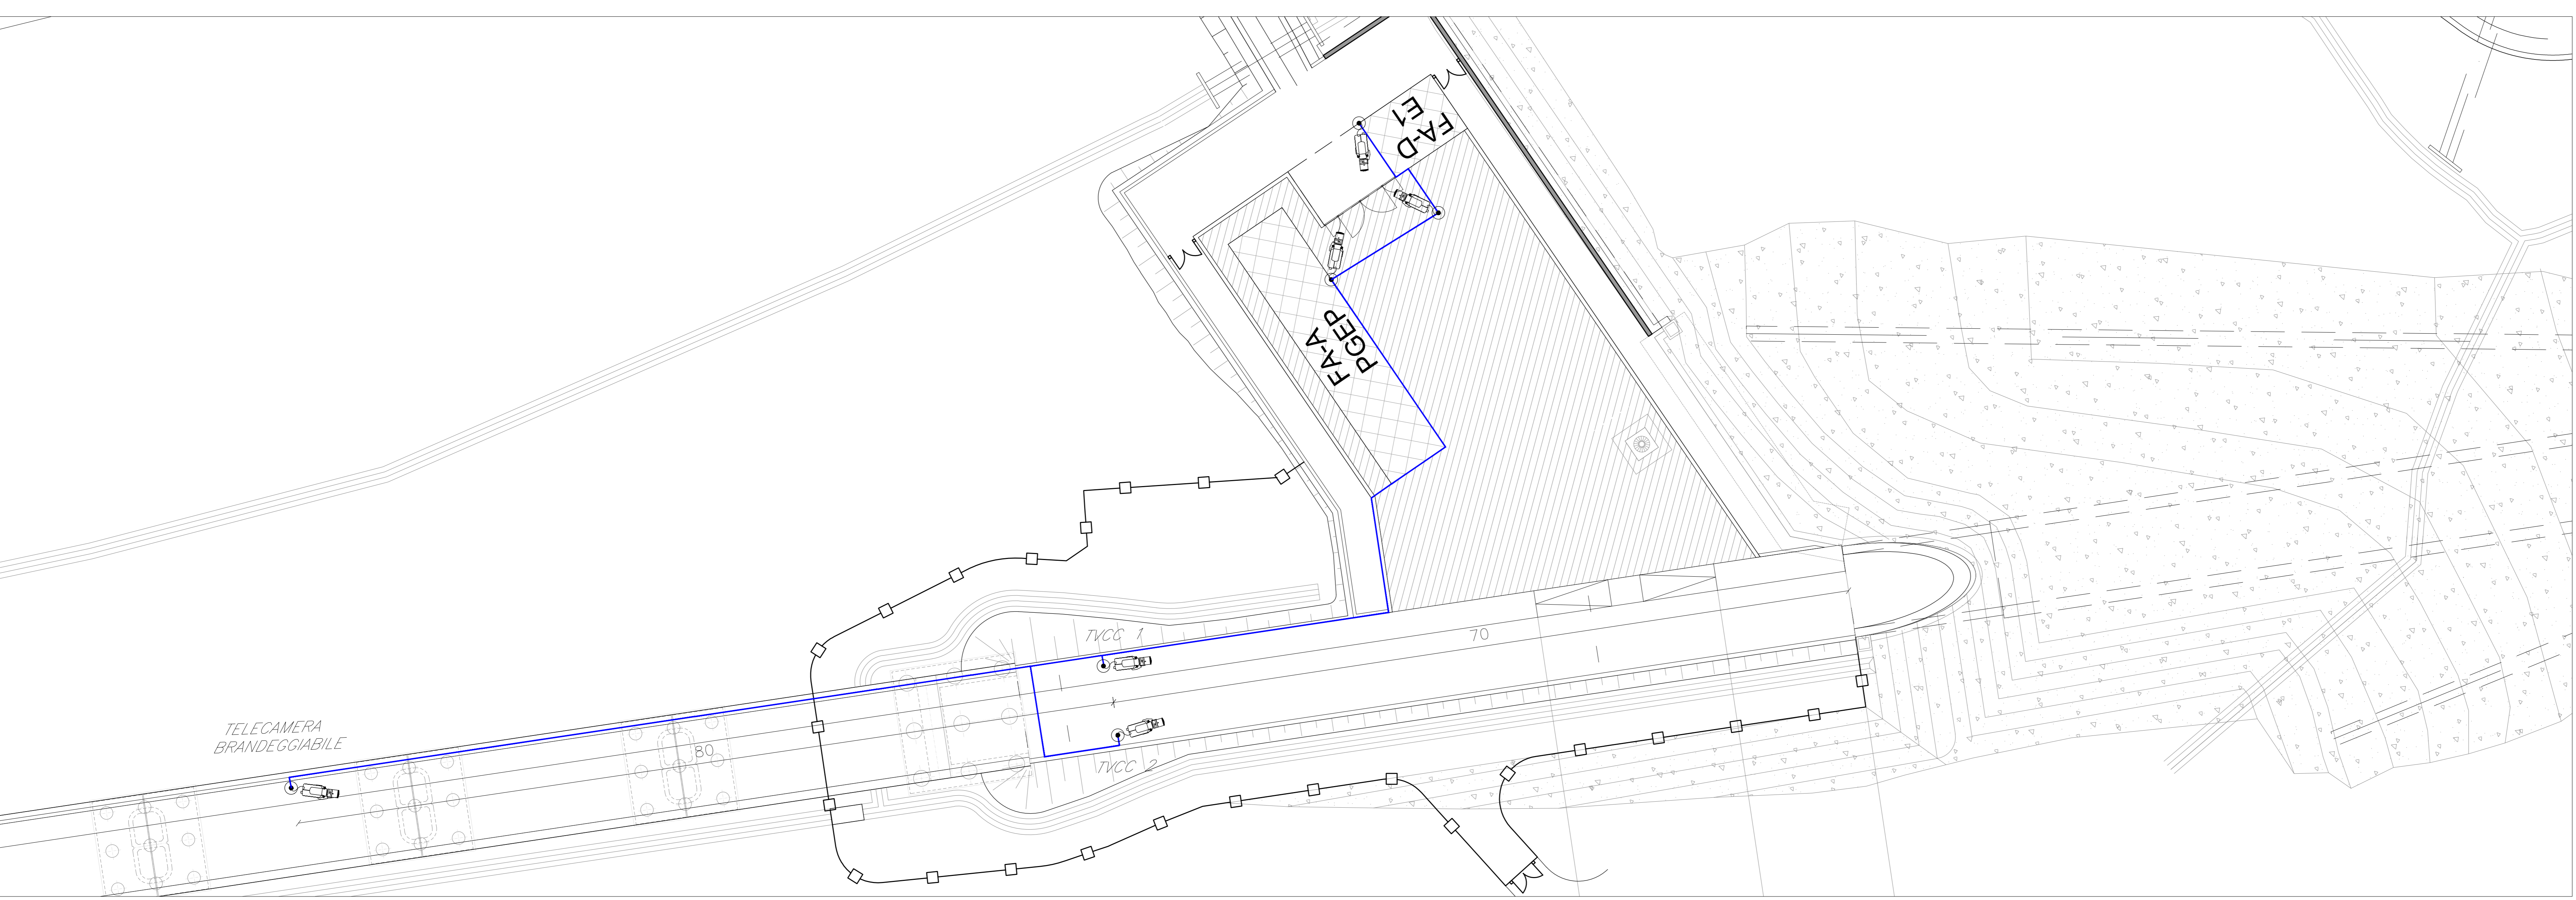 FA-D
E1
FA-A
PGEP
TVCC 1
70
TELECAMERA
BRANDEGGIABILE
80
TVCC 2